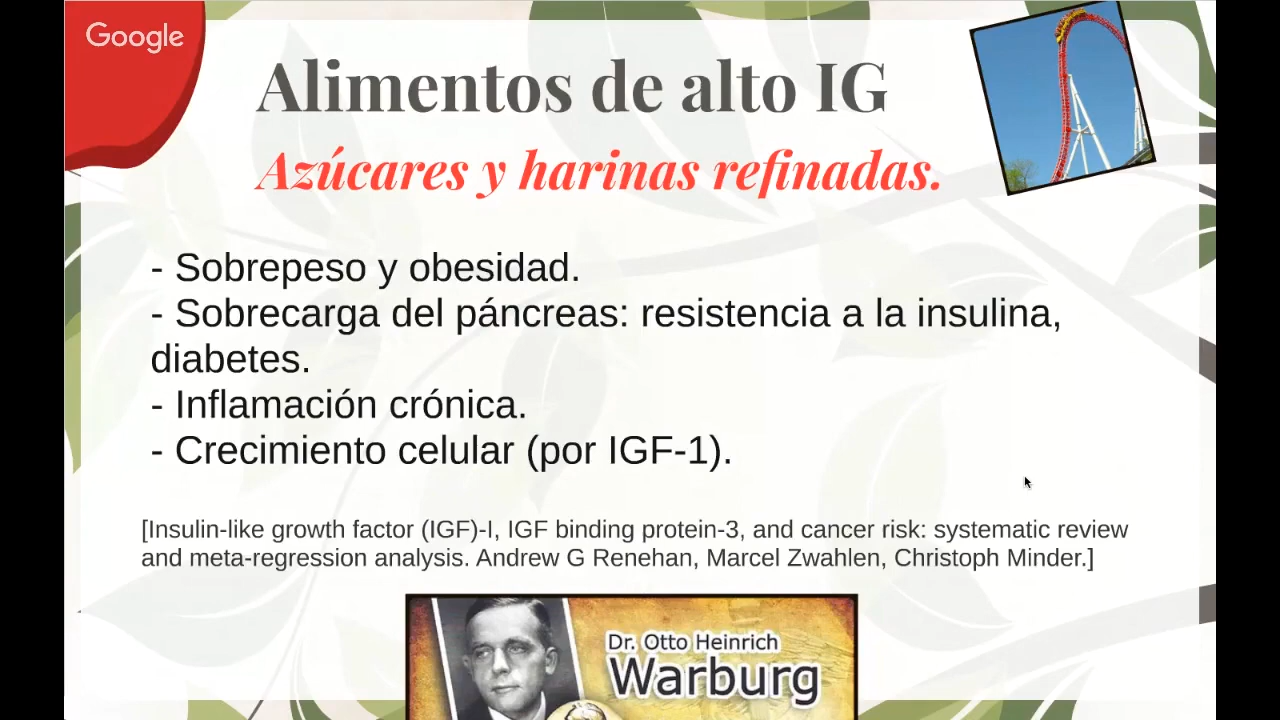 Google
Alimentos de alto IG
Azúcares y harinas refinadas.
- Sobrepeso y obesidad.
- Sobrecarga del páncreas: resistencia a la insulina,
diabetes.
- Inflamación crónica.
- Crecimiento celular (por IGF-1).
[Insulin-like growth factor (IGF)-I, IGF binding protein-3, and cancer risk: systematic review
and meta-regression analysis. Andrew G Renehan, Marcel Zwahlen, Christoph Minder.]
Dr. Otto Heinrich
Warburg